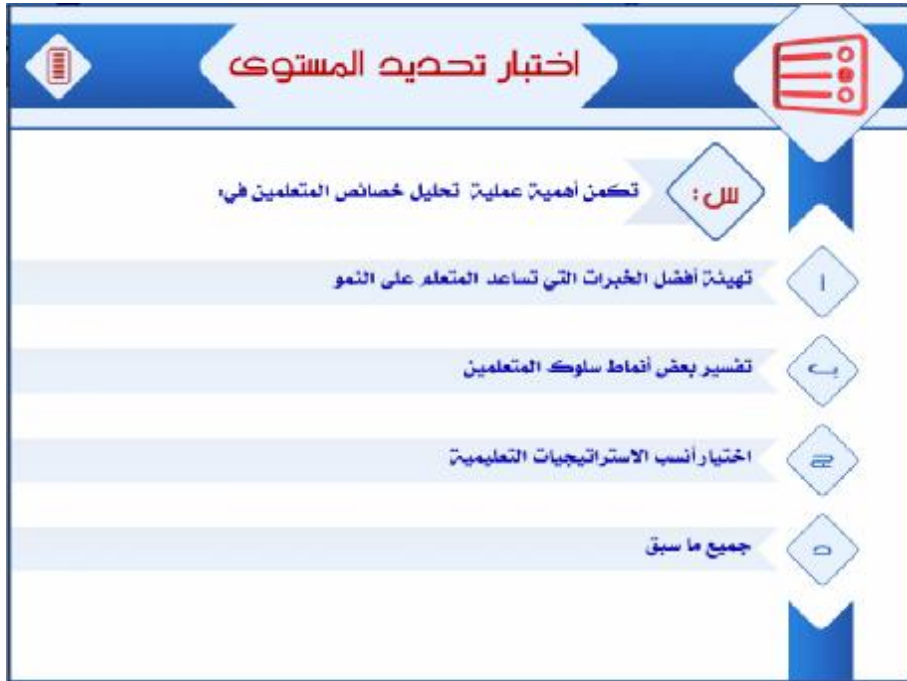 اختبار تحديد المستوى
س: تكمن أهمية عملية تحليل خصائص المتعلمين في:
ا تهيئة أفضل الخبرات التي تساعد المتعلم على النمو
ب تفسير بعض أنماط سلوك المتعلمين
ج اختيار أنسب الاستراتيجيات التعليمية
د جميع ما سبق